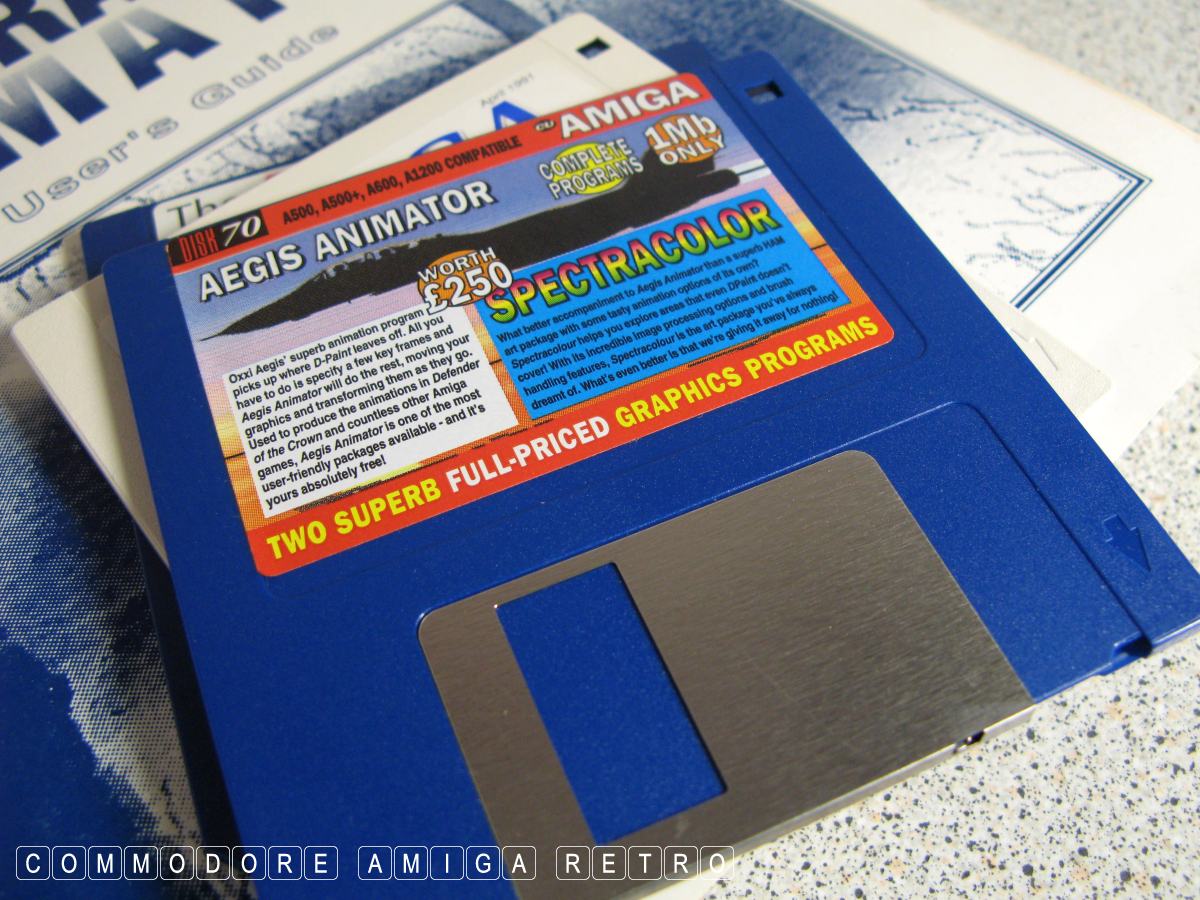 User's Guide
April 1991
The
CU AMIGA
DISK 70
A500, A500+, A600, A1200 COMPATIBLE
COMPLETE
PROGRAMS
1Mb
ONLY
AEGIS ANIMATOR
WORTH
£250
SPECTRACOLOR
Oxxi Aegis' superb animation program
picks up where D-Paint leaves off. All you
have to do is specify a few key frames and
Aegis Animator will do the rest, moving your
graphics and transforming them as they go.
Used to produce the animations in Defender
of the Crown and countless other Amiga
games, Aegis Animator is one of the most
user-friendly packages available - and it's
yours absolutely free!
What better accompaniment to Aegis Animator than a superb HAM
art package with some tasty animation options of its own?
Spectracolour helps you explore areas that even DPaint doesn't
cover! With its incredible image processing options and brush
handling features, Spectracolour is the art package you've always
dreamt of. What's even better is that we're giving it away for nothing!
TWO SUPERB FULL-PRICED GRAPHICS PROGRAMS
COMMODORE AMIGA RETRO